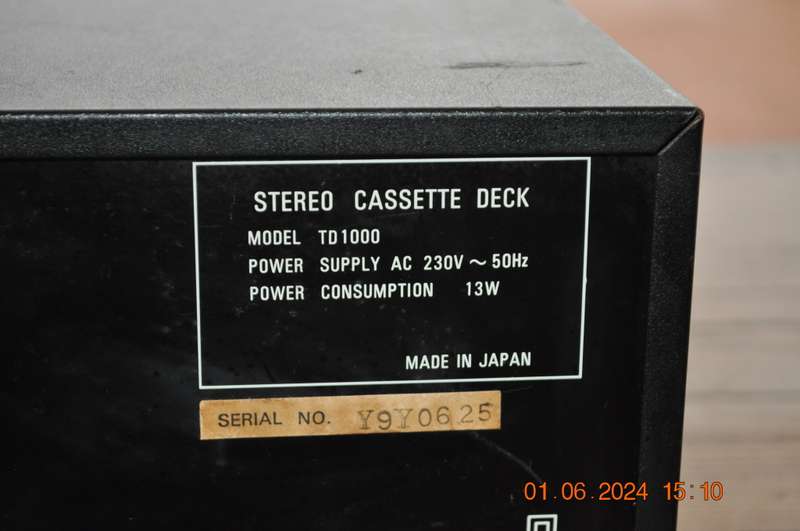 STEREO CASSETTE DECK
MODEL TD1000
POWER SUPPLY AC 230V ~ 50Hz
POWER CONSUMPTION 13W
MADE IN JAPAN
SERIAL NO. Y9Y0625
01.06.2024 15:10